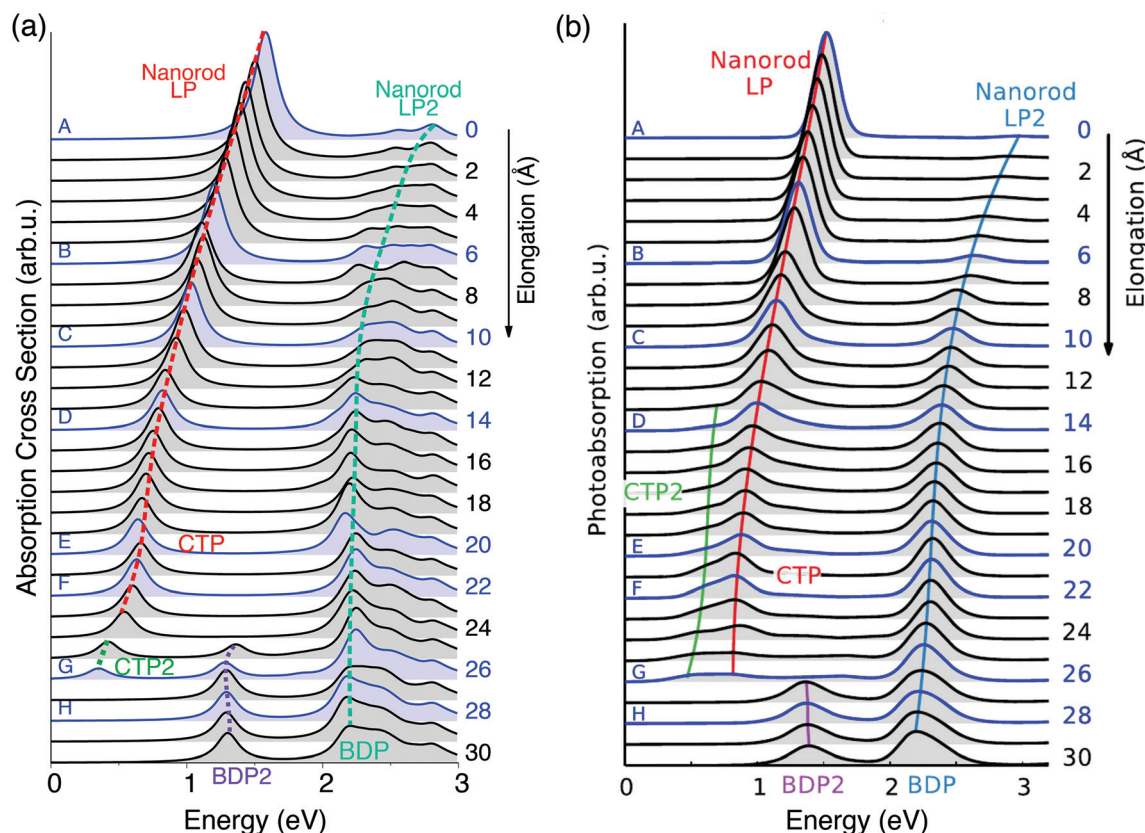 (a)
Absorption Cross Section (arb.u.)
Nanorod
LP
Nanorod
LP2
A
B
C
D
E
F
G
H
0
2
4
6
8
10
12
14
16
18
20
22
24
26
28
30
Elongation (Å)
CTP
CTP2
BDP
BDP2
0 1 2 3
Energy (eV)
(b)
Photoabsorption (arb.u.)
Nanorod
LP
Nanorod
LP2
A
B
C
D
E
F
G
H
0
2
4
6
8
10
12
14
16
18
20
22
24
26
28
30
Elongation (Å)
CTP2
CTP
BDP2 BDP
0 1 2 3
Energy (eV)